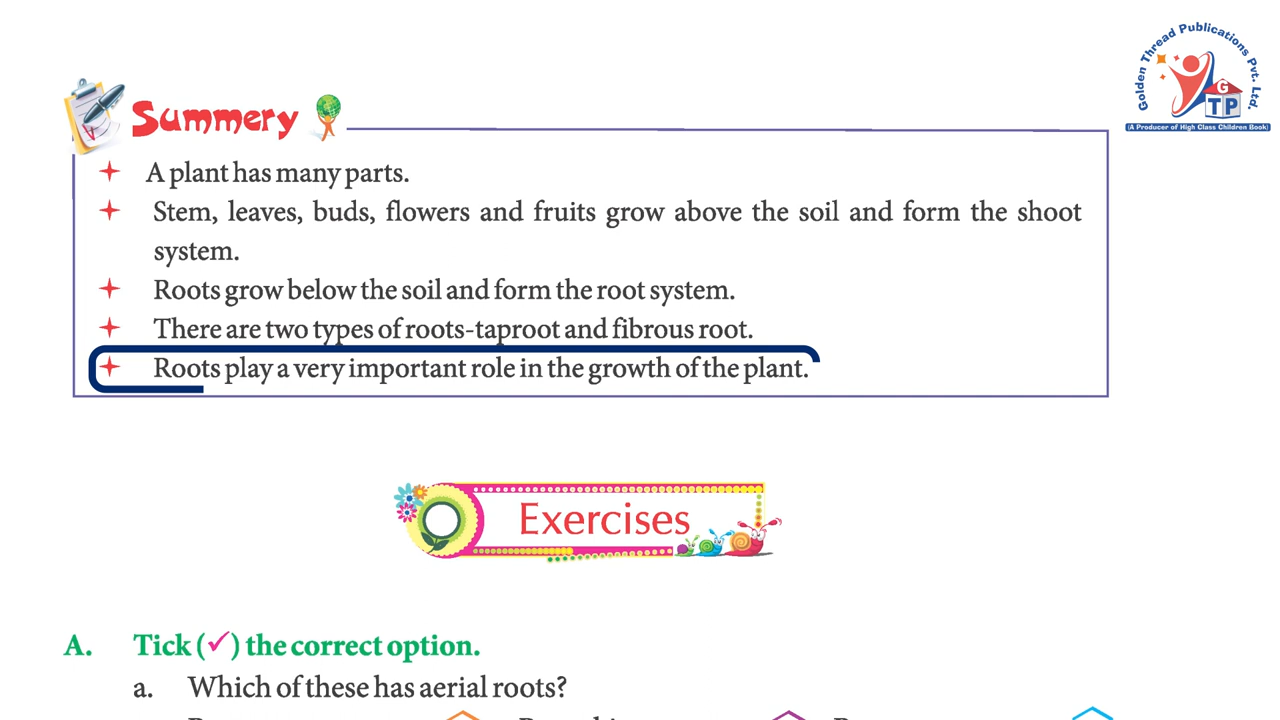 Golden Thread Publications Pvt. Ltd.
G
TP
(A Producer of High Class Children Book)
Summery
A plant has many parts.
Stem, leaves, buds, flowers and fruits grow above the soil and form the shoot
system.
Roots grow below the soil and form the root system.
There are two types of roots-taproot and fibrous root.
Roots play a very important role in the growth of the plant.
Exercises
A. Tick (✓) the correct option.
a. Which of these has aerial roots?